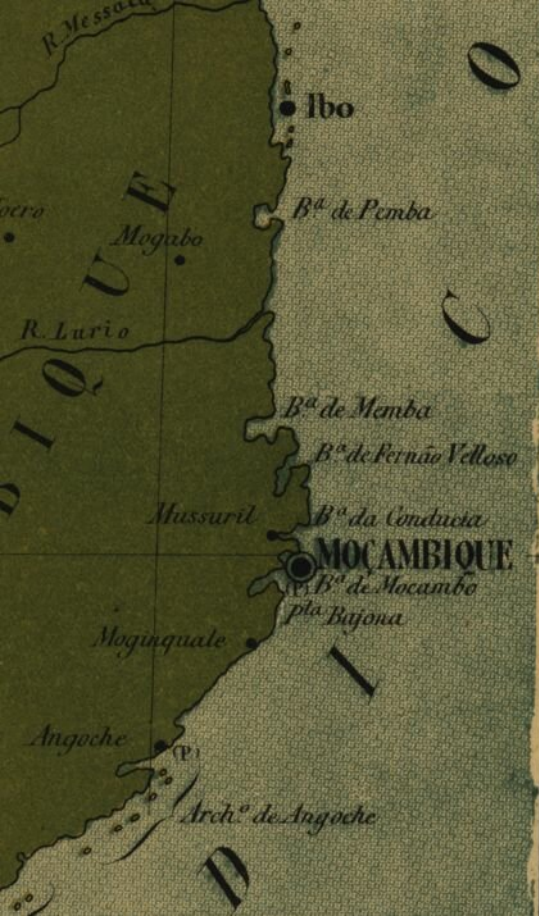 R. Messala
O
Ibo
E
Bª de Pemba
Mogabo
U
C
R. Lurio
Q
Bª de Memba
I
Bª de Fernão Velloso
Mussuril
Bª da Conducia
MOÇAMBIQUE
(P)
Bª de Mocambo
Pta Bajona
Moginquale
I
Angoche
(P)
Archº de Angoche
D